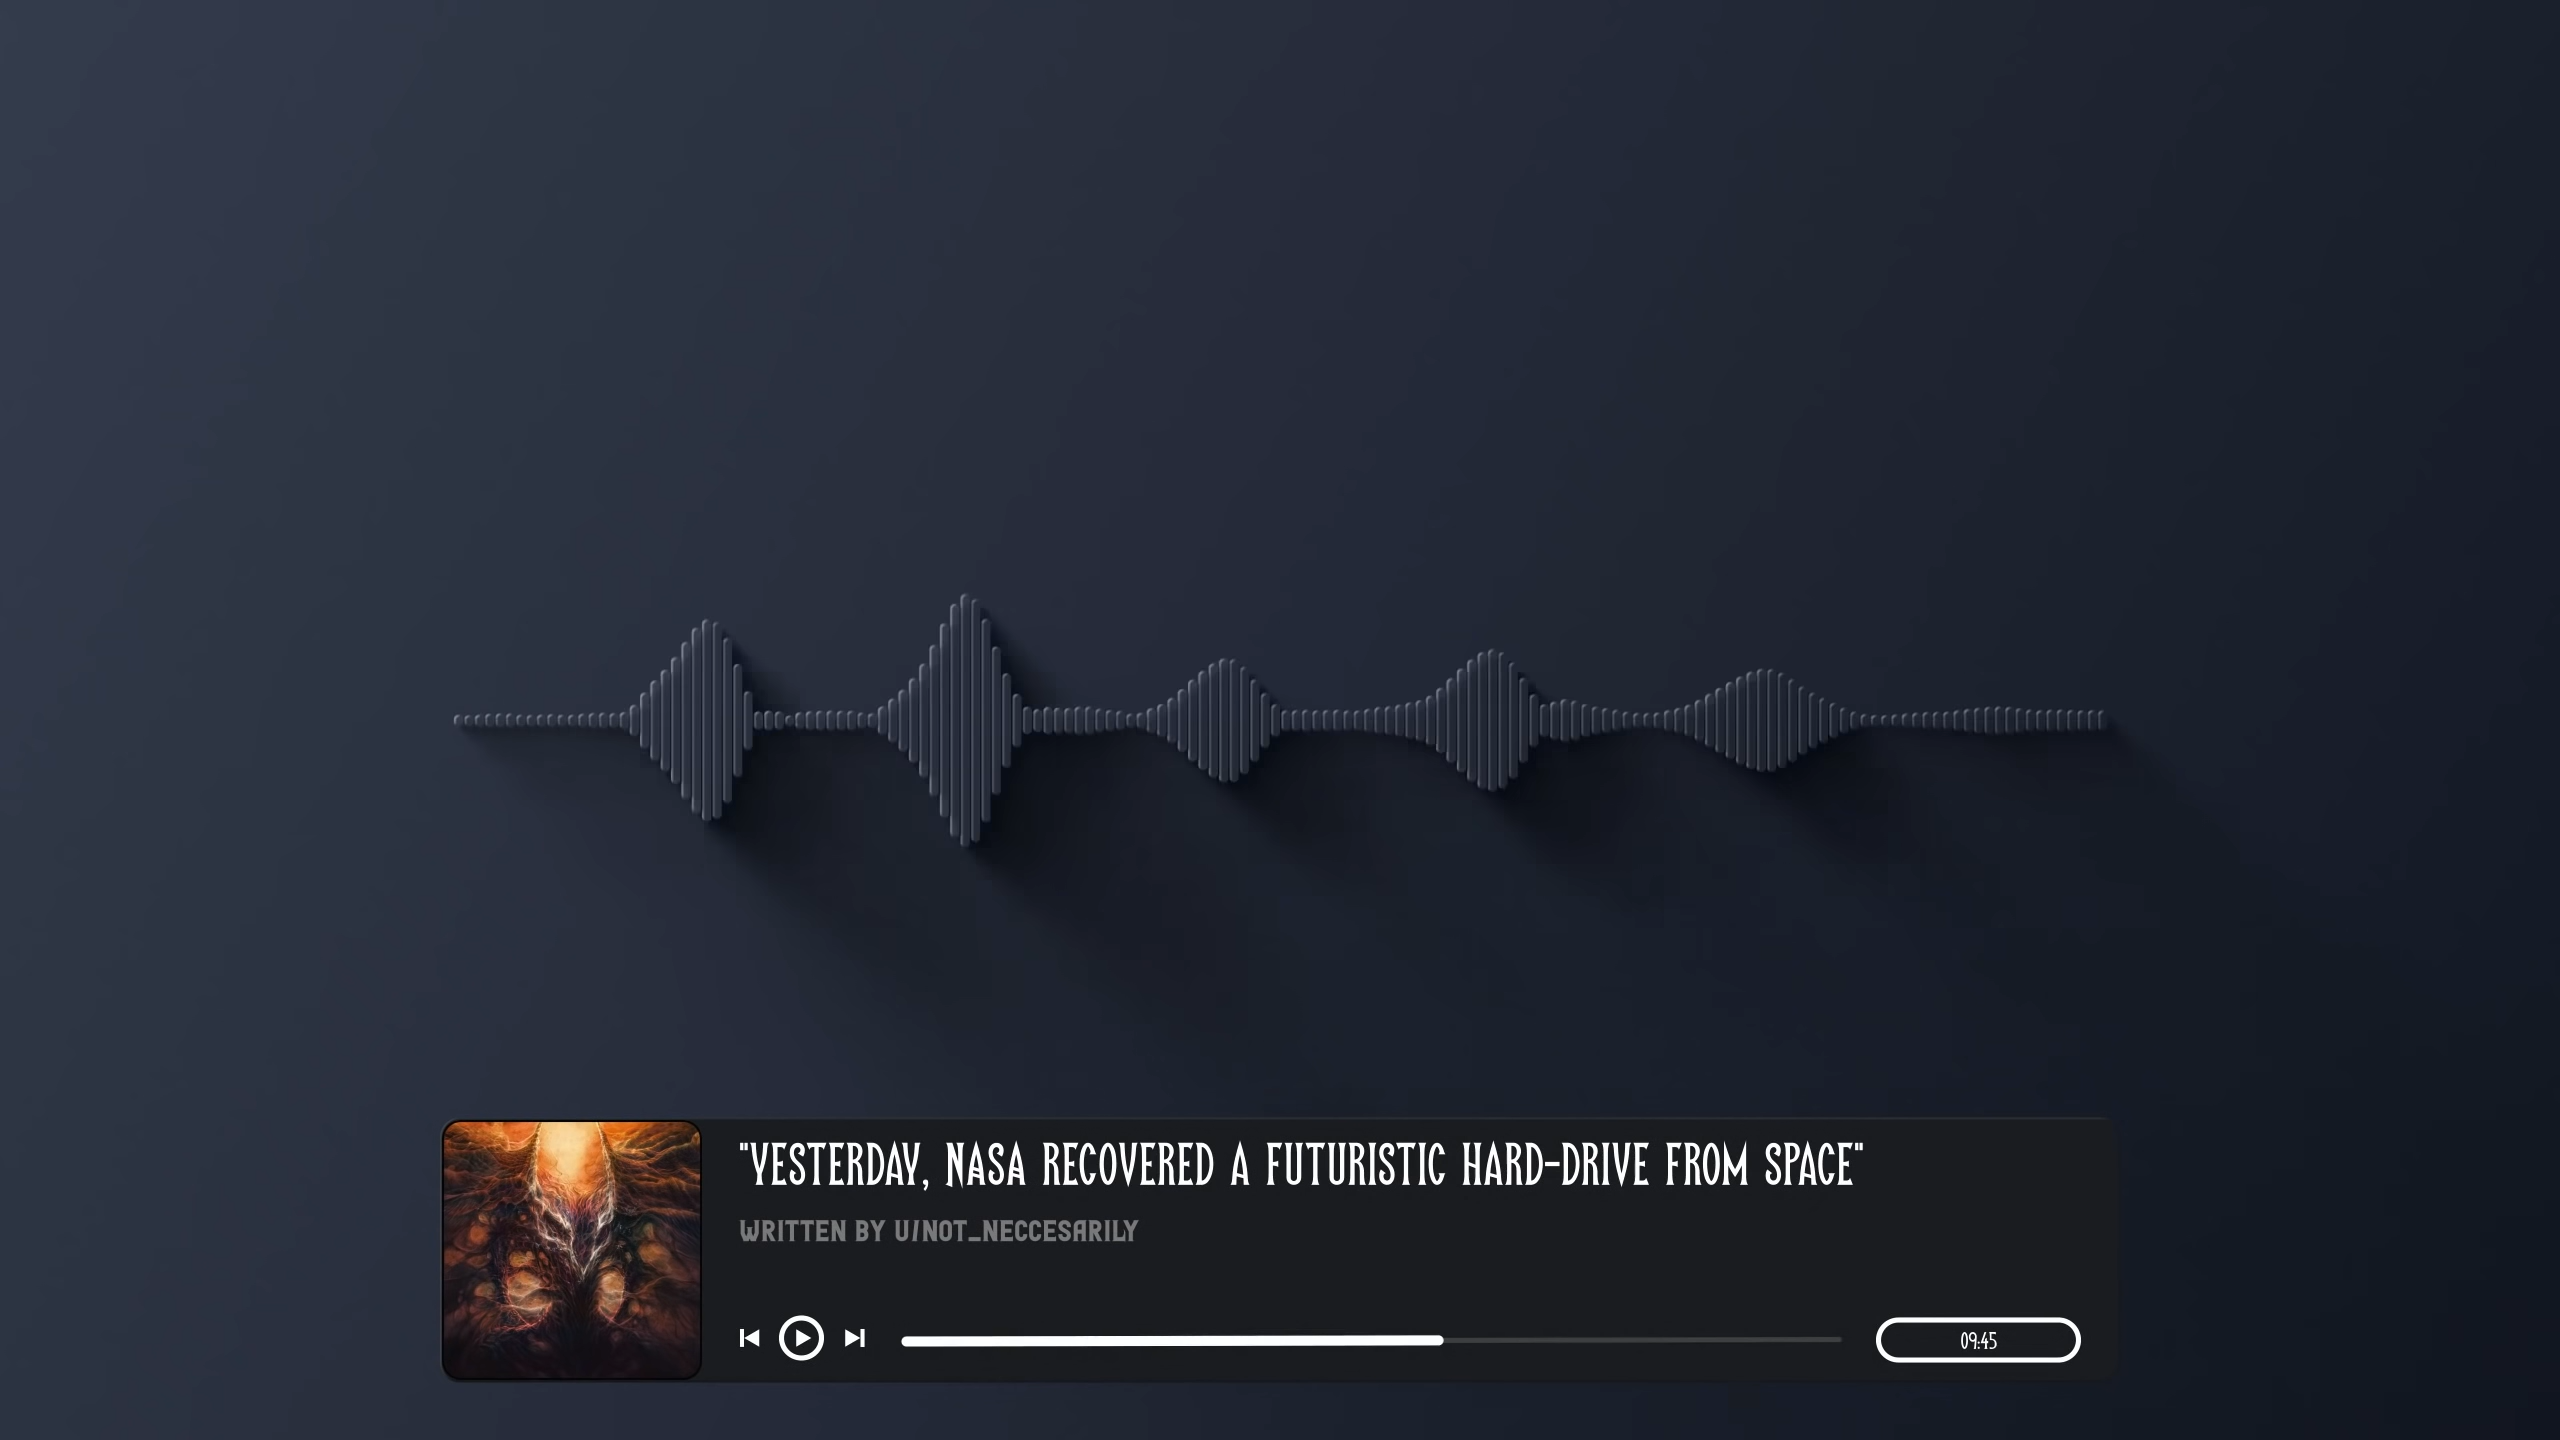 "YESTERDAY, NASA RECOVERED A FUTURISTIC HARD-DRIVE FROM SPACE"
WRITTEN BY U/NOT_NECCESARILY
09:45